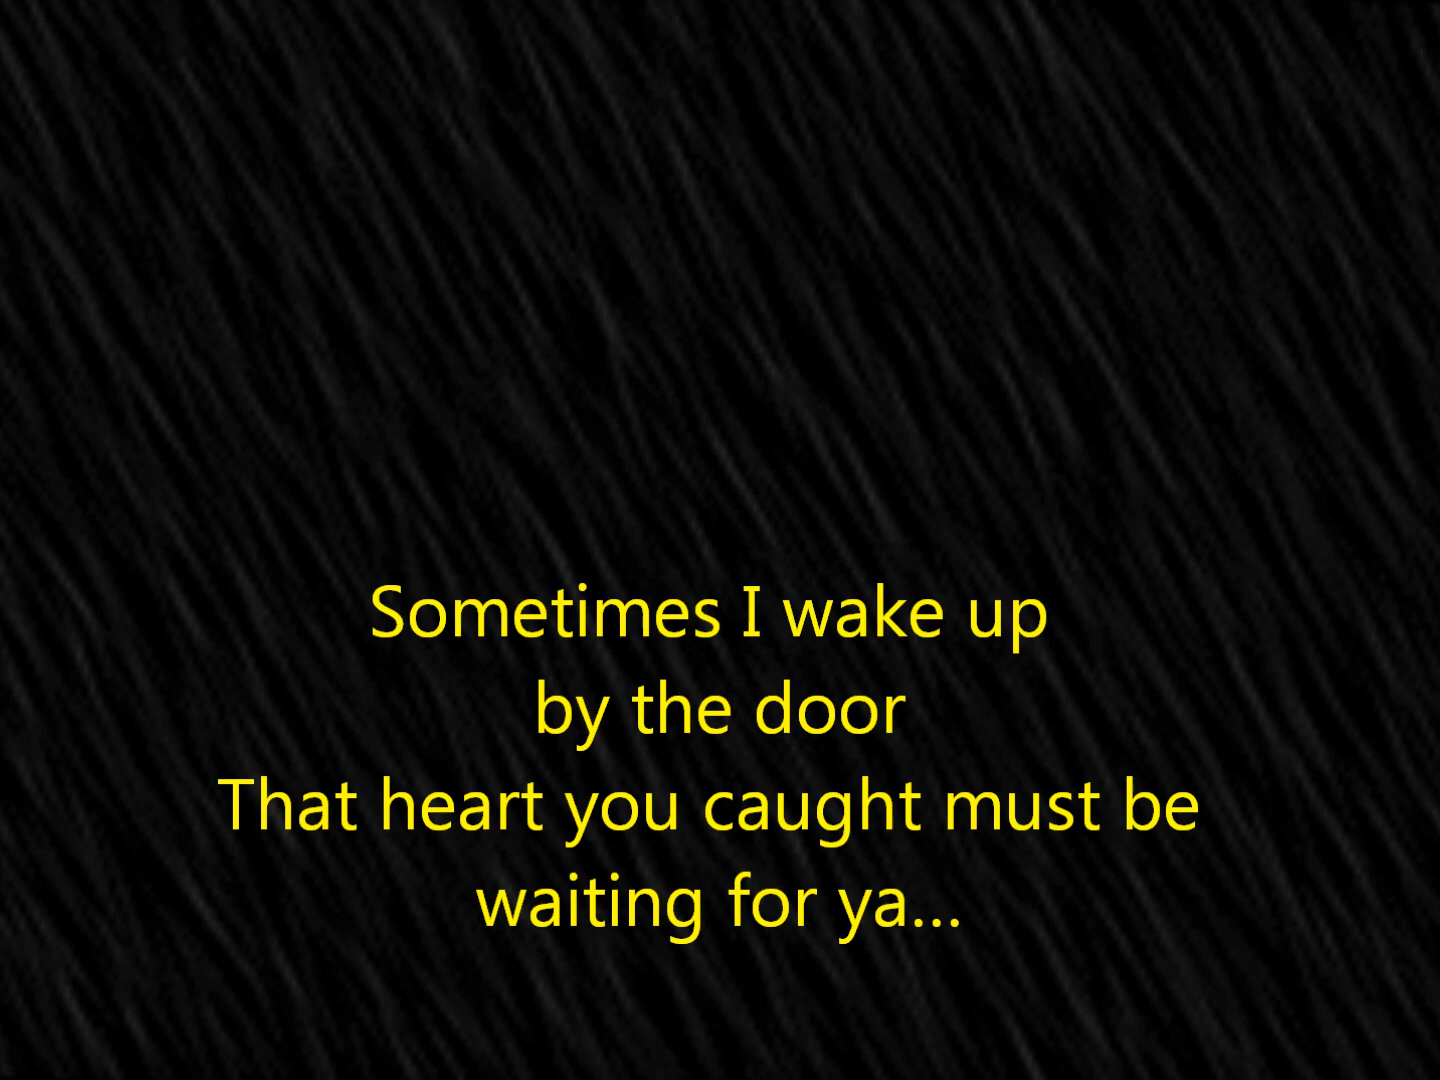 Sometimes I wake up
by the door
That heart you caught must be
waiting for ya...